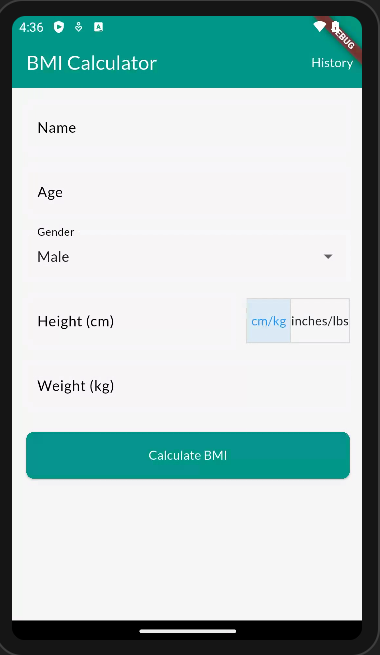 4:36
DEBUG
BMI Calculator
History
Name
Age
Gender
Male
Height (cm)
cm/kg
inches/lbs
Weight (kg)
Calculate BMI